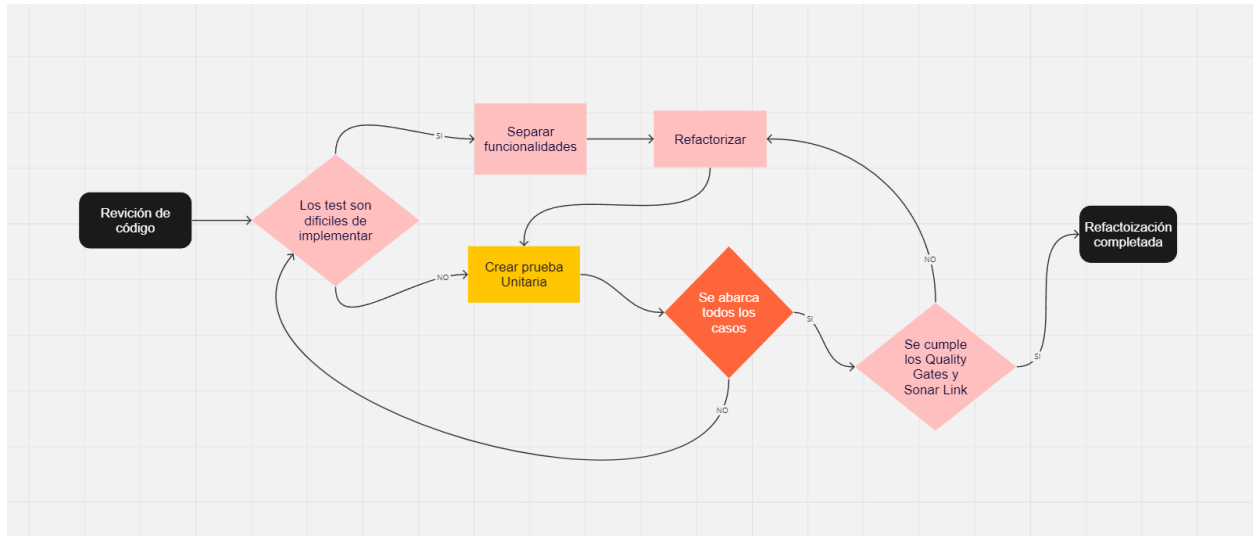 Separar
funcionalidades
Refactorizar
SI
Revición de
código
Los test son
dificiles de
implementar
Refactoización
completada
NO
Crear prueba
Unitaria
NO
Se abarca
todos los
casos
SI
Se cumple
los Quality
Gates y
Sonar Link
SI
NO